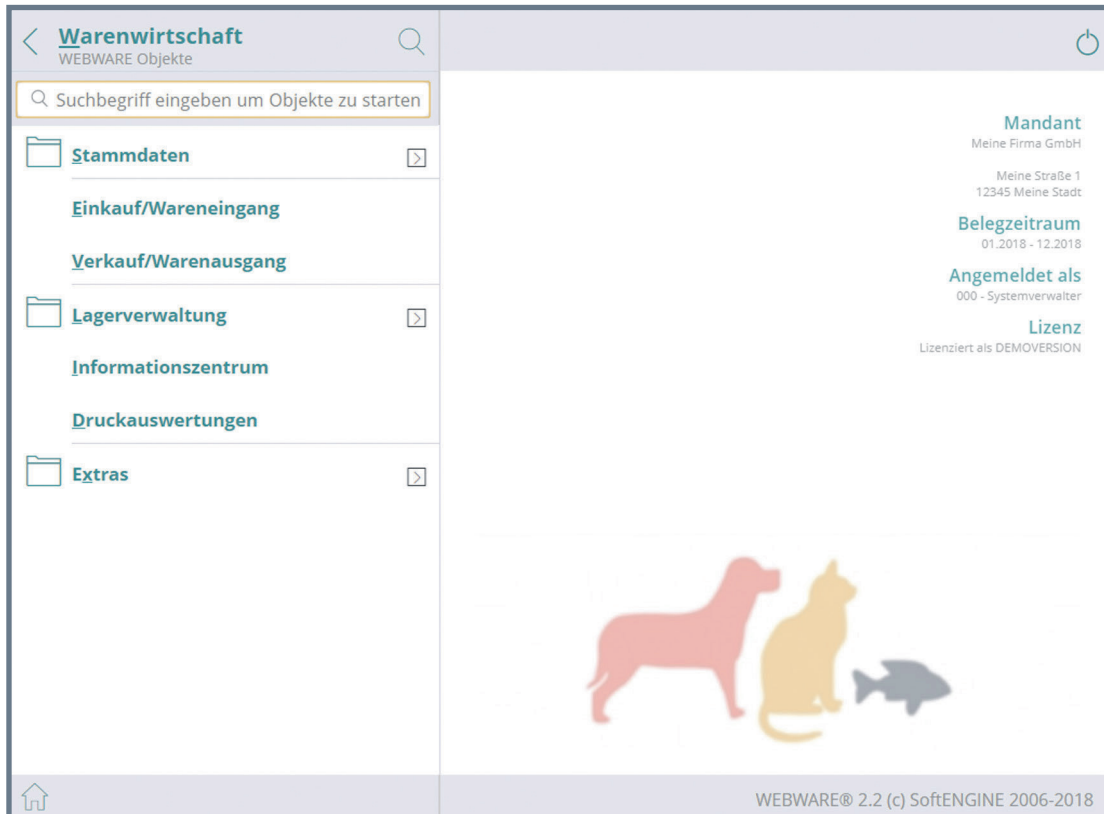 Warenwirtschaft
WEBWARE Objekte
Suchbegriff eingeben um Objekte zu starten
Stammdaten
Einkauf/Wareneingang
Verkauf/Warenausgang
Lagerverwaltung
Informationszentrum
Druckauswertungen
Extras
Mandant
Meine Firma GmbH
Meine Straße 1
12345 Meine Stadt
Belegzeitraum
01.2018 - 12.2018
Angemeldet als
000 - Systemverwalter
Lizenz
Lizenziert als DEMOVERSION
WEBWARE® 2.2 (c) SoftENGINE 2006-2018